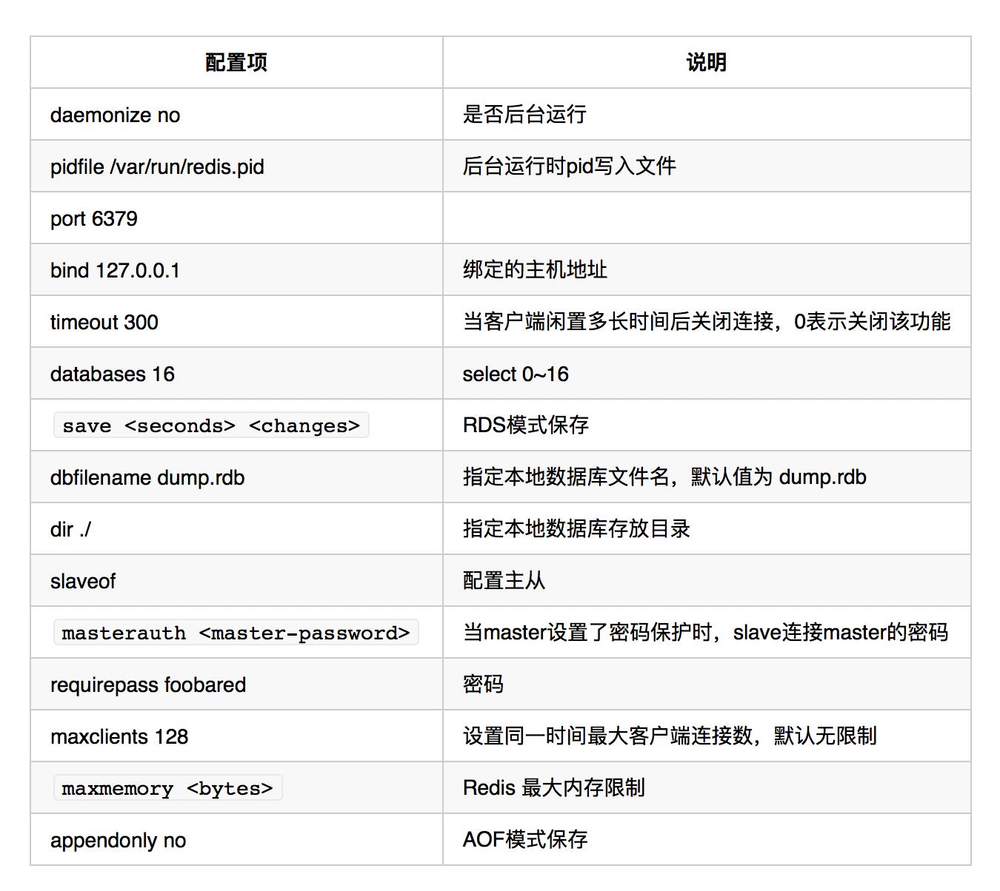 配置项 说明
daemonize no 是否后台运行
pidfile /var/run/redis.pid 后台运行时pid写入文件
port 6379
bind 127.0.0.1 绑定的主机地址
timeout 300 当客户端闲置多长时间后关闭连接，0表示关闭该功能
databases 16 select 0~16
save <seconds> <changes> RDS模式保存
dbfilename dump.rdb 指定本地数据库文件名，默认值为 dump.rdb
dir ./ 指定本地数据库存放目录
slaveof 配置主从
masterauth <master-password> 当master设置了密码保护时，slave连接master的密码
requirepass foobared 密码
maxclients 128 设置同一时间最大客户端连接数，默认无限制
maxmemory <bytes> Redis 最大内存限制
appendonly no AOF模式保存